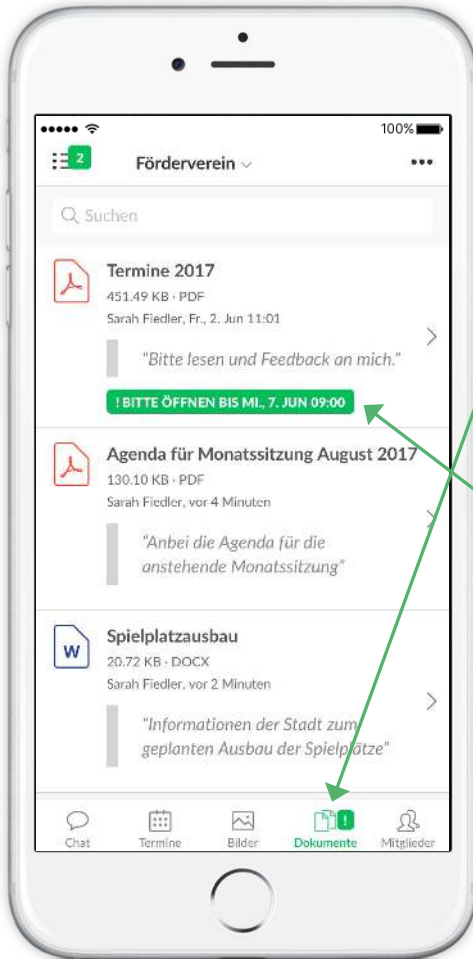 100%
2
Förderverein
Suchen
Termine 2017
451.49 KB · PDF
Sarah Fiedler, Fr., 2. Jun 11:01
"Bitte lesen und Feedback an mich."
! BITTE ÖFFNEN BIS MI., 7. JUN 09:00
Agenda für Monatssitzung August 2017
130.10 KB · PDF
Sarah Fiedler, vor 4 Minuten
"Anbei die Agenda für die
anstehende Monatssitzung"
W
Spielplatzausbau
20.72 KB · DOCX
Sarah Fiedler, vor 2 Minuten
"Informationen der Stadt zum
geplanten Ausbau der Spielplätze"
!
Chat Termine Bilder Dokumente Mitglieder